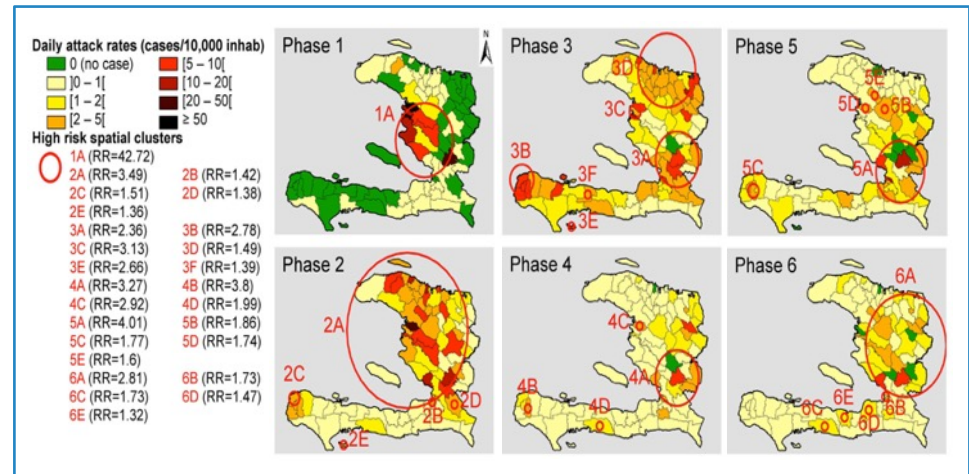 Daily attack rates (cases/10,000 inhab)
0 (no case) [5 – 10[
]0 – 1[ [10 – 20[
[1 – 2[ [20 – 50[
[2 – 5[ ≥ 50
High risk spatial clusters
1A (RR=42.72)
2A (RR=3.49) 2B (RR=1.42)
2C (RR=1.51) 2D (RR=1.38)
2E (RR=1.36)
3A (RR=2.36) 3B (RR=2.78)
3C (RR=3.13) 3D (RR=1.49)
3E (RR=2.66) 3F (RR=1.39)
4A (RR=3.27) 4B (RR=3.8)
4C (RR=2.92) 4D (RR=1.99)
5A (RR=4.01) 5B (RR=1.86)
5C (RR=1.77) 5D (RR=1.74)
5E (RR=1.6)
6A (RR=2.81) 6B (RR=1.73)
6C (RR=1.73) 6D (RR=1.47)
6E (RR=1.32)
Phase 1
N
1A
Phase 3
3D
3C
3A
3B
3F
3E
Phase 5
5E
5D 5B
5A
5C
Phase 2
2A
2C
2B
2D
2E
Phase 4
4C
4A
4B
4D
Phase 6
6A
6E
6B
6C
6D